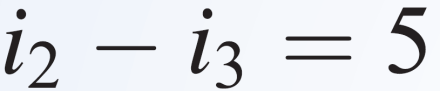 i₂ − i₃ = 5